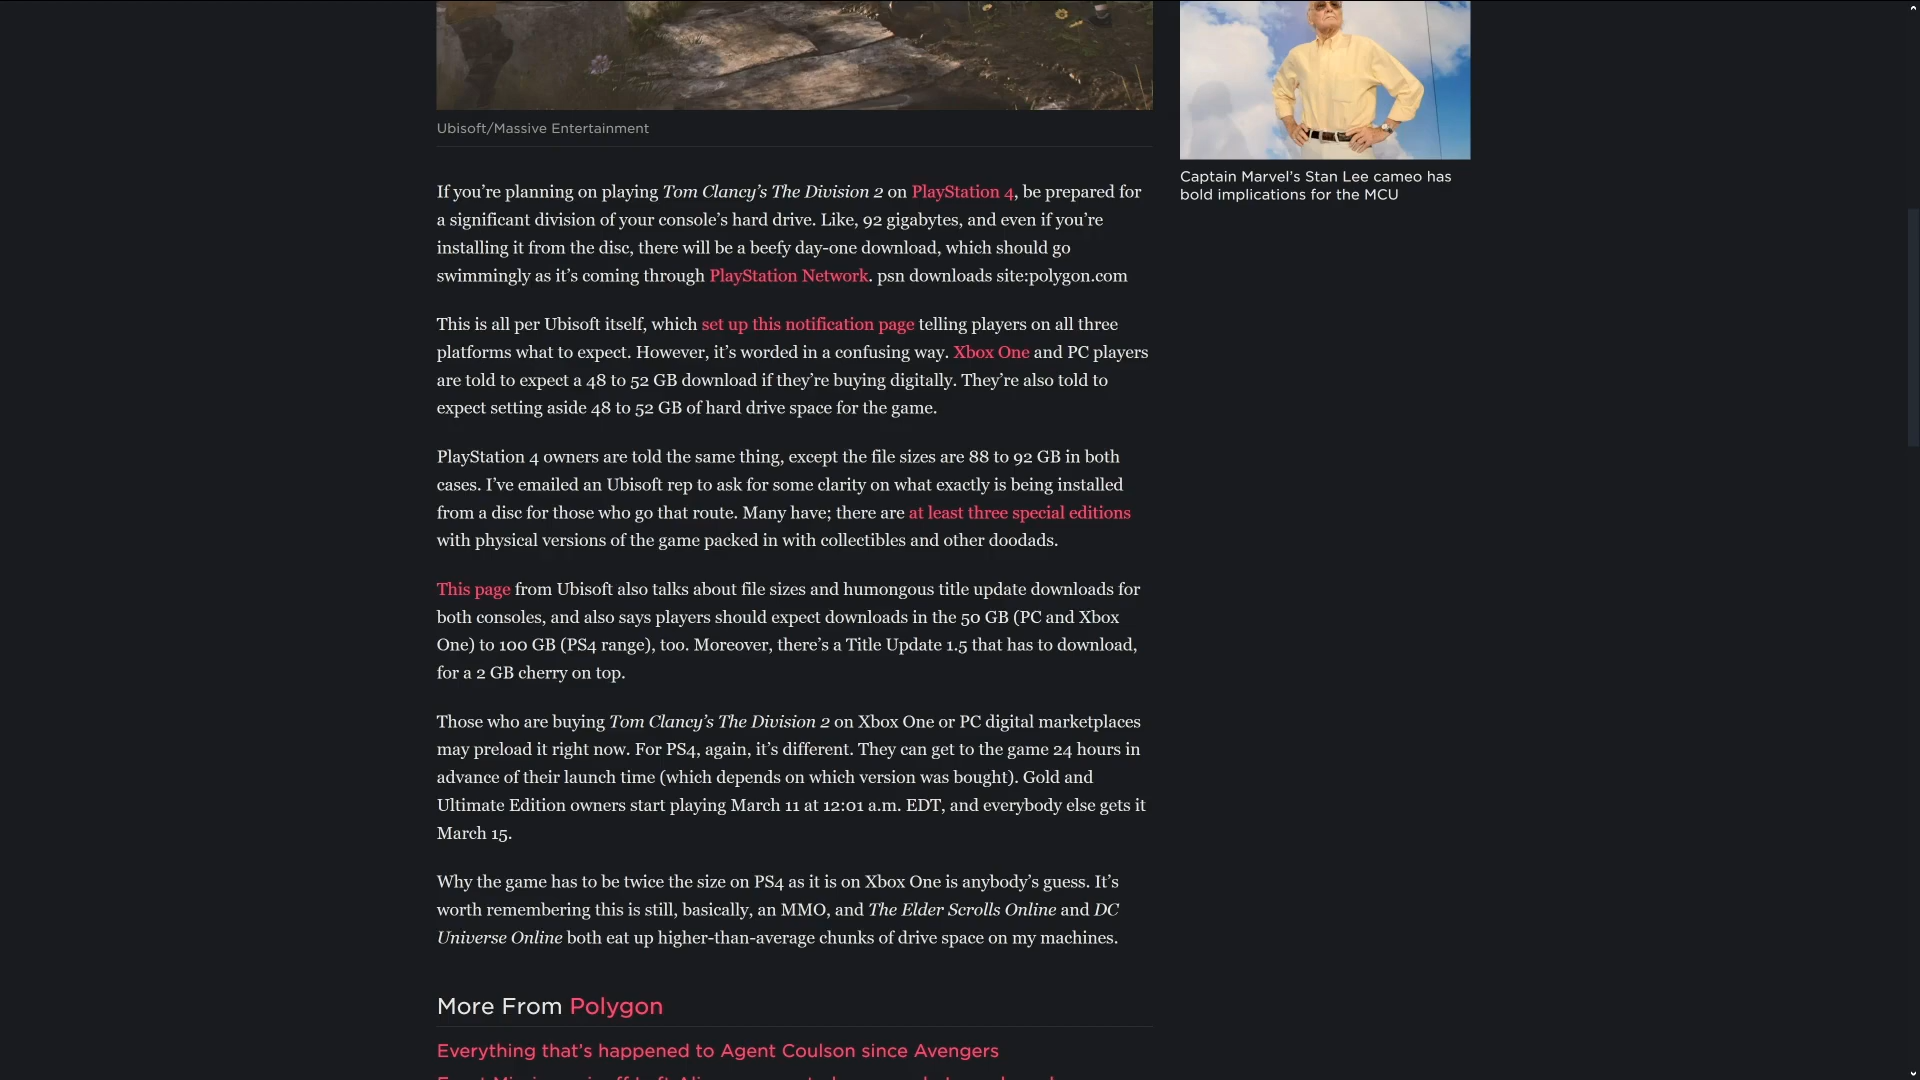 Ubisoft/Massive Entertainment
If you’re planning on playing Tom Clancy’s The Division 2 on PlayStation 4, be prepared for
a significant division of your console’s hard drive. Like, 92 gigabytes, and even if you’re
installing it from the disc, there will be a beefy day-one download, which should go
swimmingly as it’s coming through PlayStation Network. psn downloads site:polygon.com
This is all per Ubisoft itself, which set up this notification page telling players on all three
platforms what to expect. However, it’s worded in a confusing way. Xbox One and PC players
are told to expect a 48 to 52 GB download if they’re buying digitally. They’re also told to
expect setting aside 48 to 52 GB of hard drive space for the game.
PlayStation 4 owners are told the same thing, except the file sizes are 88 to 92 GB in both
cases. I’ve emailed an Ubisoft rep to ask for some clarity on what exactly is being installed
from a disc for those who go that route. Many have; there are at least three special editions
with physical versions of the game packed in with collectibles and other doodads.
This page from Ubisoft also talks about file sizes and humongous title update downloads for
both consoles, and also says players should expect downloads in the 50 GB (PC and Xbox
One) to 100 GB (PS4 range), too. Moreover, there’s a Title Update 1.5 that has to download,
for a 2 GB cherry on top.
Those who are buying Tom Clancy’s The Division 2 on Xbox One or PC digital marketplaces
may preload it right now. For PS4, again, it’s different. They can get to the game 24 hours in
advance of their launch time (which depends on which version was bought). Gold and
Ultimate Edition owners start playing March 11 at 12:01 a.m. EDT, and everybody else gets it
March 15.
Why the game has to be twice the size on PS4 as it is on Xbox One is anybody’s guess. It’s
worth remembering this is still, basically, an MMO, and The Elder Scrolls Online and DC
Universe Online both eat up higher-than-average chunks of drive space on my machines.
More From Polygon
Everything that’s happened to Agent Coulson since Avengers
Captain Marvel’s Stan Lee cameo has
bold implications for the MCU